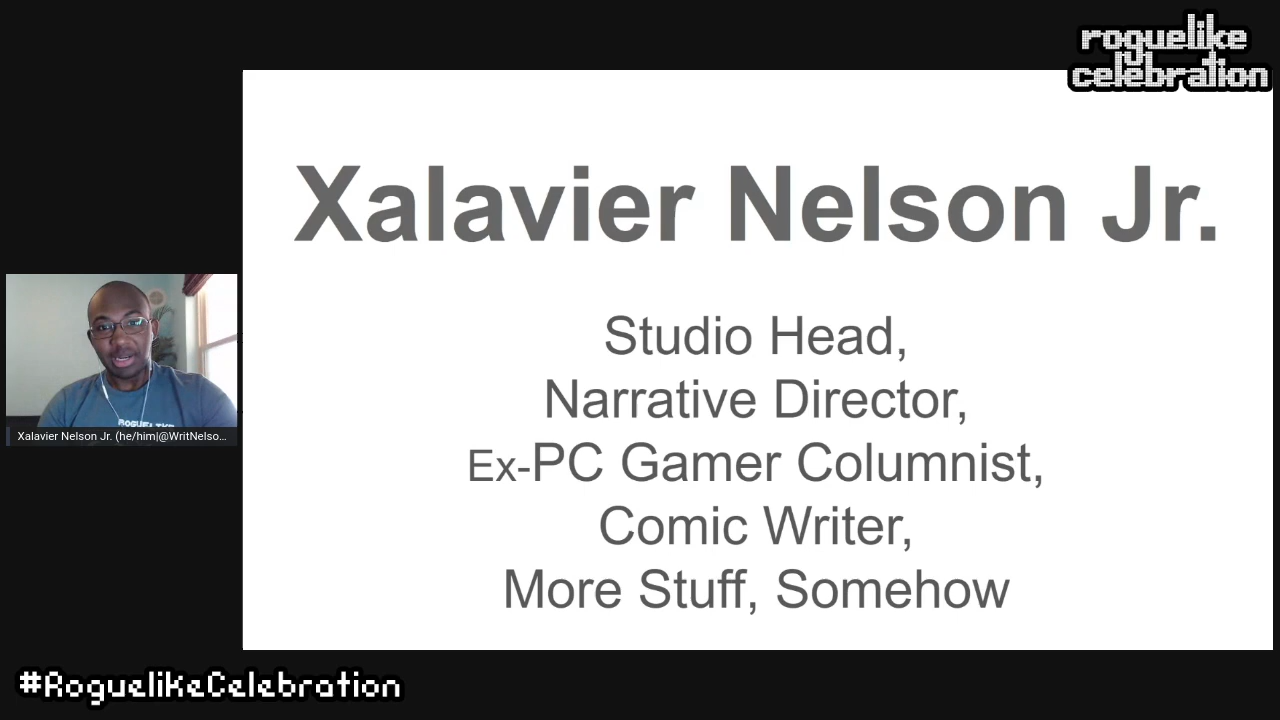 roguelike
celebration
Xalavier Nelson Jr.
Studio Head,
Narrative Director,
Ex-PC Gamer Columnist,
Comic Writer,
More Stuff, Somehow
ROGUELIKE
Xalavier Nelson Jr. (he/him|@WritNelso...
#RoguelikeCelebration